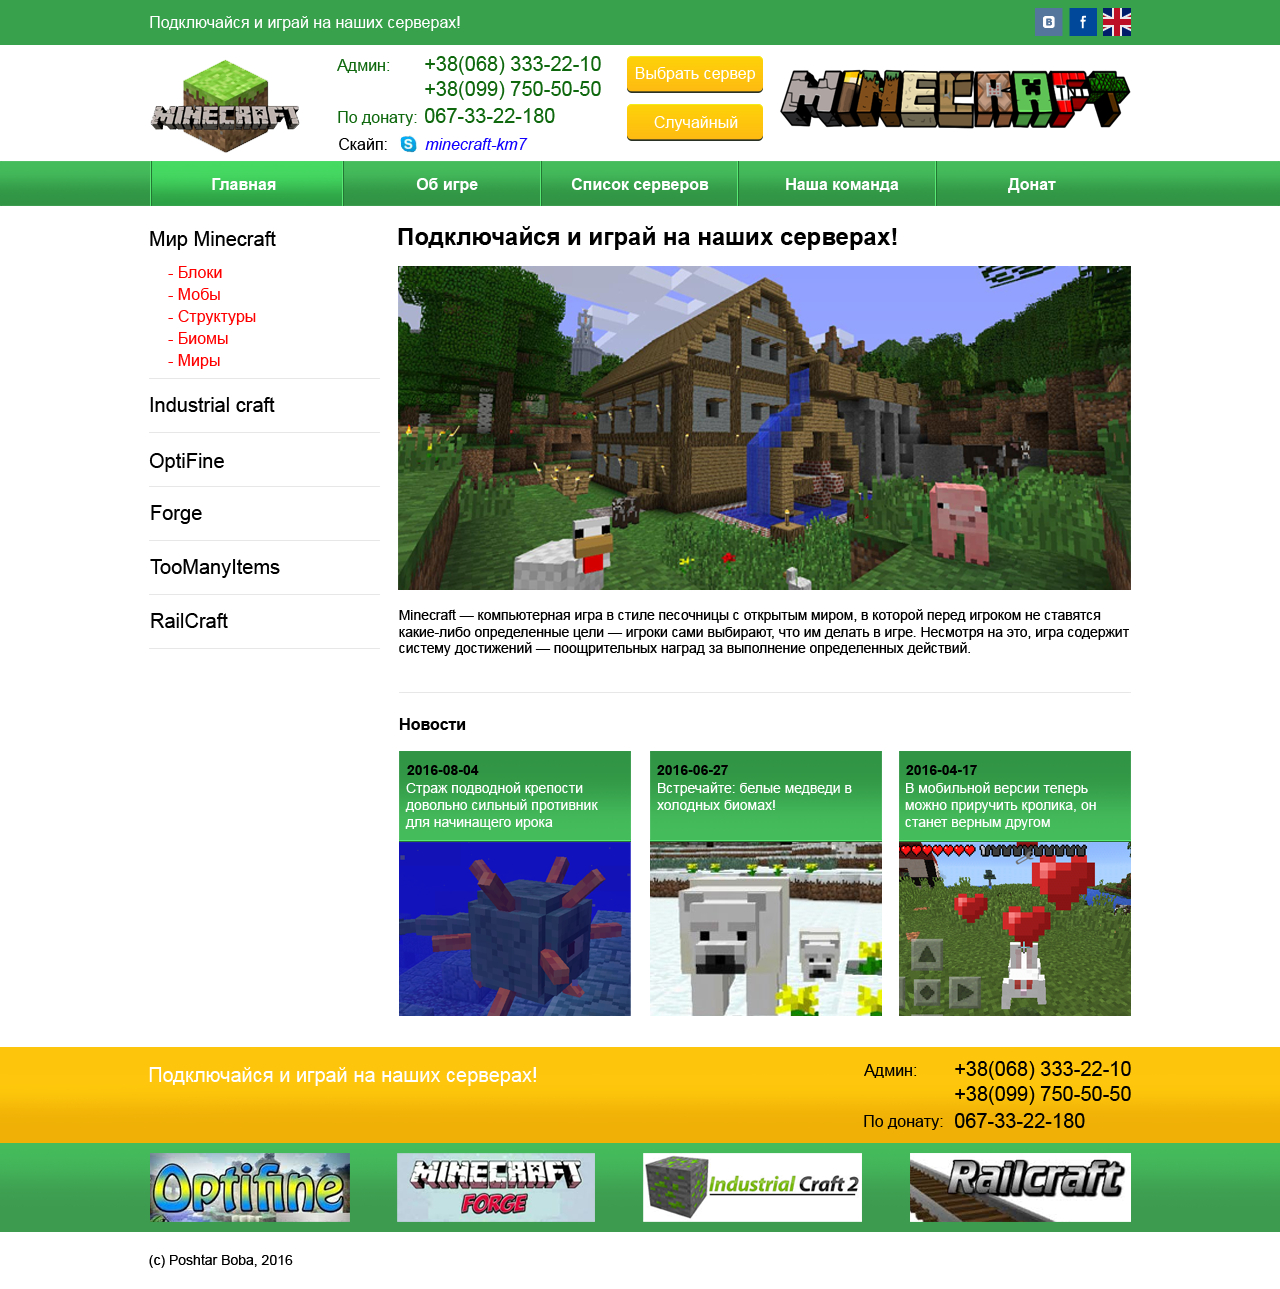 Подключайся и играй на наших серверах!
MINECRAFT
Админ: +38(068) 333-22-10
+38(099) 750-50-50
По донату: 067-33-22-180
Скайп: minecraft-km7
Выбрать сервер
Случайный
MINECRAFT
Главная
Об игре
Список серверов
Наша команда
Донат
Мир Minecraft
- Блоки
- Мобы
- Структуры
- Биомы
- Миры
Industrial craft
OptiFine
Forge
TooManyItems
RailCraft
Подключайся и играй на наших серверах!
Minecraft — компьютерная игра в стиле песочницы с открытым миром, в которой перед игроком не ставятся
какие-либо определенные цели — игроки сами выбирают, что им делать в игре. Несмотря на это, игра содержит
систему достижений — поощрительных наград за выполнение определенных действий.
Новости
2016-08-04
Страж подводной крепости
довольно сильный противник
для начинащего ирока
2016-06-27
Встречайте: белые медведи в
холодных биомах!
2016-04-17
В мобильной версии теперь
можно приручить кролика, он
станет верным другом
Подключайся и играй на наших серверах!
Админ: +38(068) 333-22-10
+38(099) 750-50-50
По донату: 067-33-22-180
Optifine
MINECRAFT
FORGE
Industrial Craft 2
Railcraft
(c) Poshtar Boba, 2016